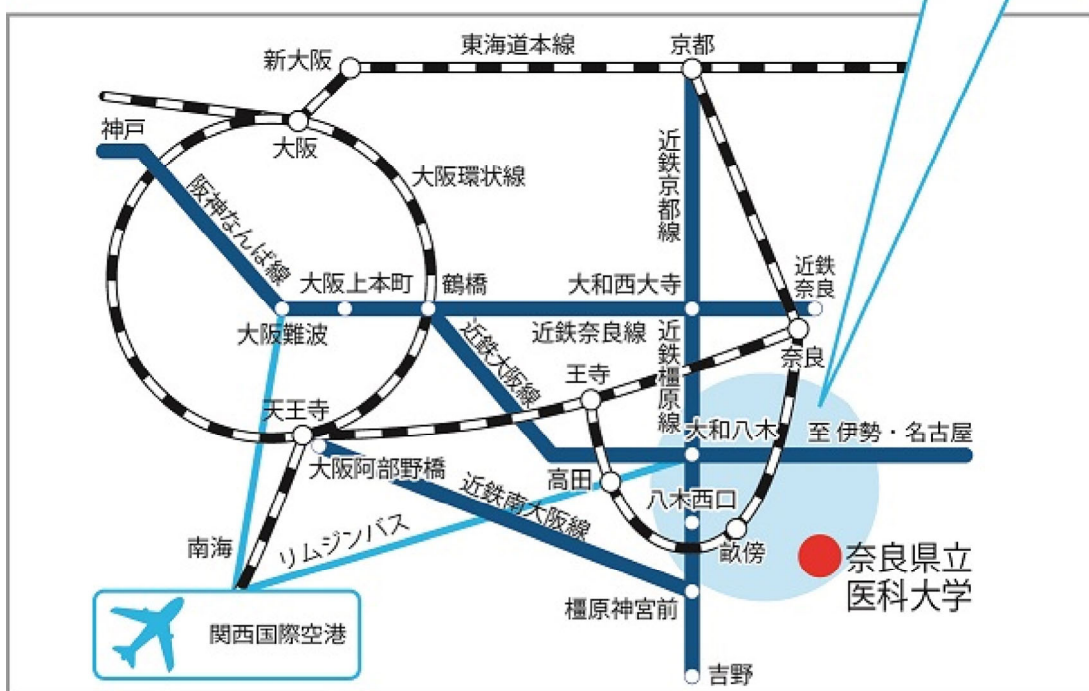 東海道本線
京都
新大阪
神戸
大阪
大阪環状線
近鉄京都線
阪神なんば線
大阪上本町
鶴橋
大和西大寺
近鉄
奈良
大阪難波
近鉄奈良線
近鉄大阪線
近鉄橿原線
奈良
王寺
天王寺
大和八木
至 伊勢・名古屋
大阪阿部野橋
高田
近鉄南大阪線
八木西口
南海
リムジンバス
畝傍
奈良県立
医科大学
橿原神宮前
関西国際空港
吉野